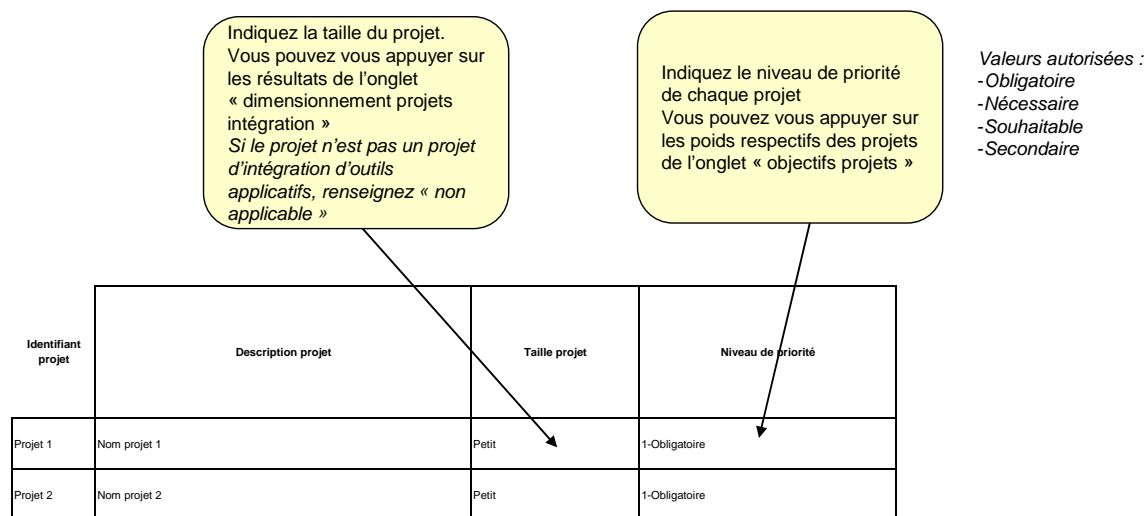 Indiquez la taille du projet.
Vous pouvez vous appuyer sur
les résultats de l’onglet
« dimensionnement projets
intégration »
Si le projet n’est pas un projet
d’intégration d’outils
applicatifs, renseignez « non
applicable »
Indiquez le niveau de priorité
de chaque projet
Vous pouvez vous appuyer sur
les poids respectifs des projets
de l’onglet « objectifs projets »
Valeurs autorisées :
-Obligatoire
-Nécessaire
-Souhaitable
-Secondaire
Identifiant
projet
Description projet
Taille projet
Niveau de priorité
Projet 1
Nom projet 1
Petit
1-Obligatoire
Projet 2
Nom projet 2
Petit
1-Obligatoire